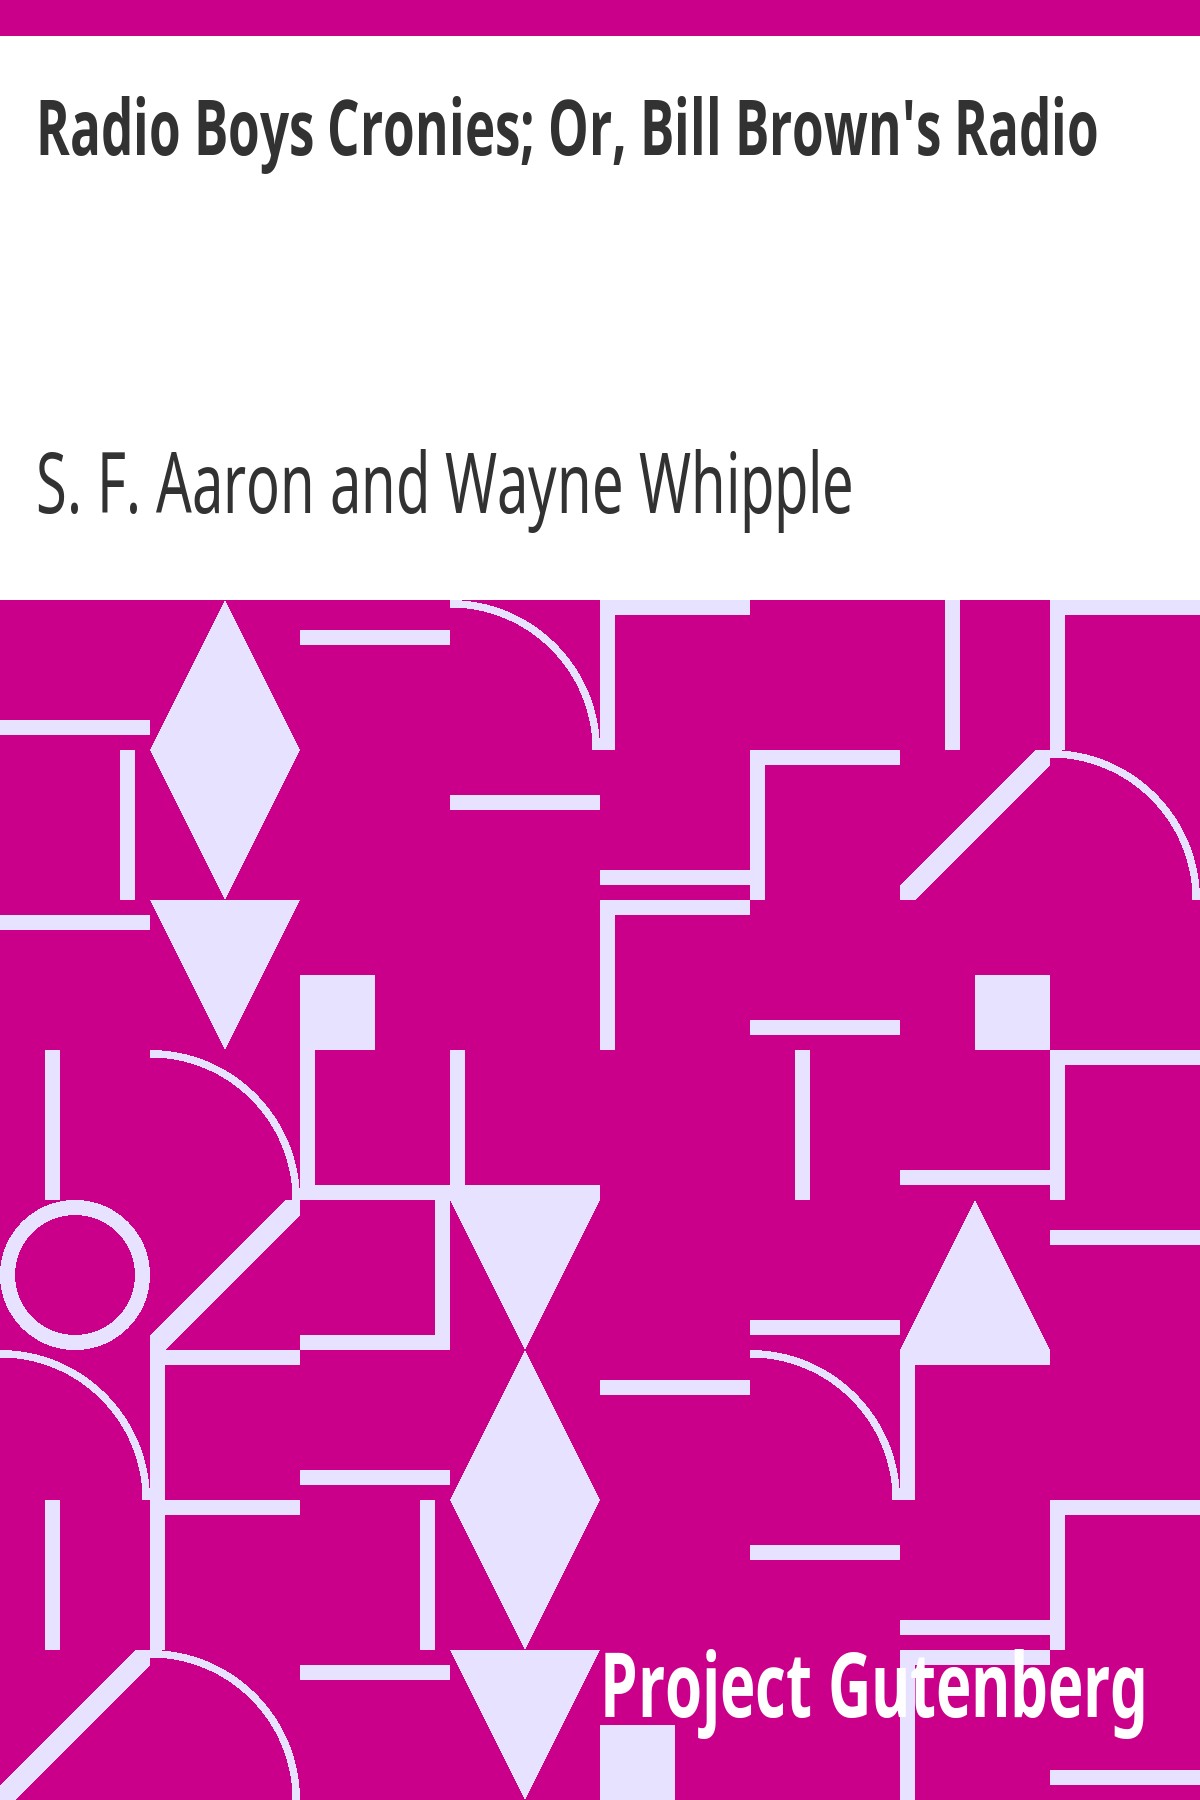 Radio Boys Cronies; Or, Bill Brown's Radio
S. F. Aaron and Wayne Whipple
Project Gutenberg